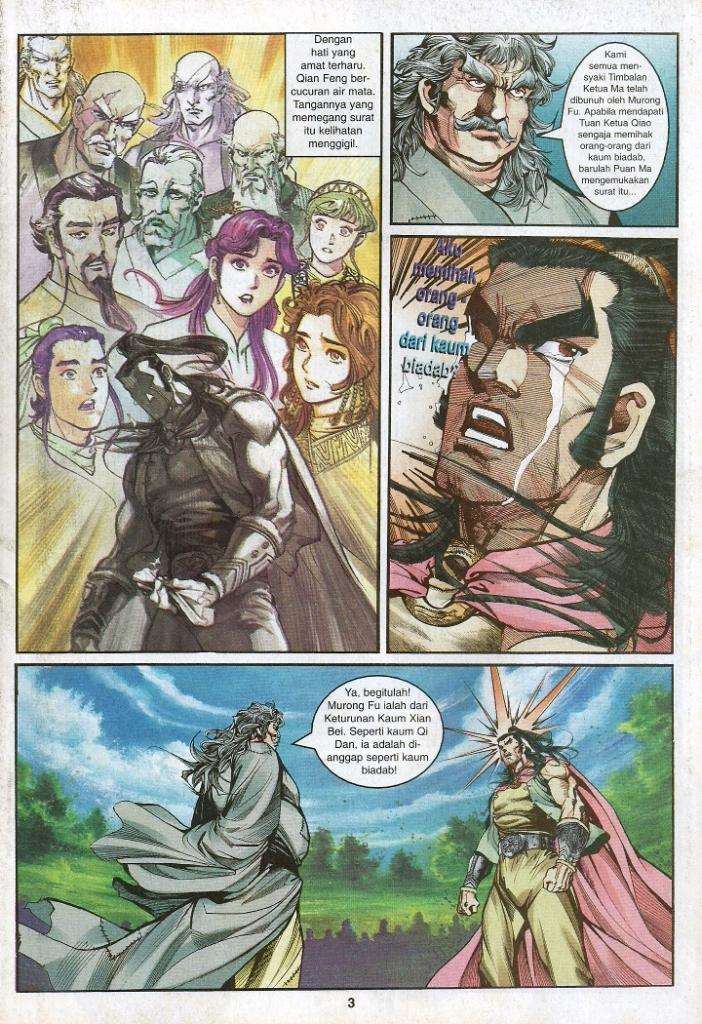 Dengan
hati yang
amat terharu.
Qian Feng ber-
cucuran air mata.
Tangannya yang
memegang surat
itu kelihatan
menggigil.
Kami
semua men-
syaki Timbalan
Ketua Ma telah
dibunuh oleh Murong
Fu. Apabila mendapati
Tuan Ketua Qiao
sengaja memihak
orang-orang dari
kaum biadab,
barulah Puan Ma
mengemukakan
surat itu...
Aku
memihak
orang-
orang
dari kaum
biadab?
Ya, begitulah!
Murong Fu ialah dari
Keturunan Kaum Xian
Bei. Seperti kaum Qi
Dan, ia adalah di-
anggap seperti kaum
biadab!
3